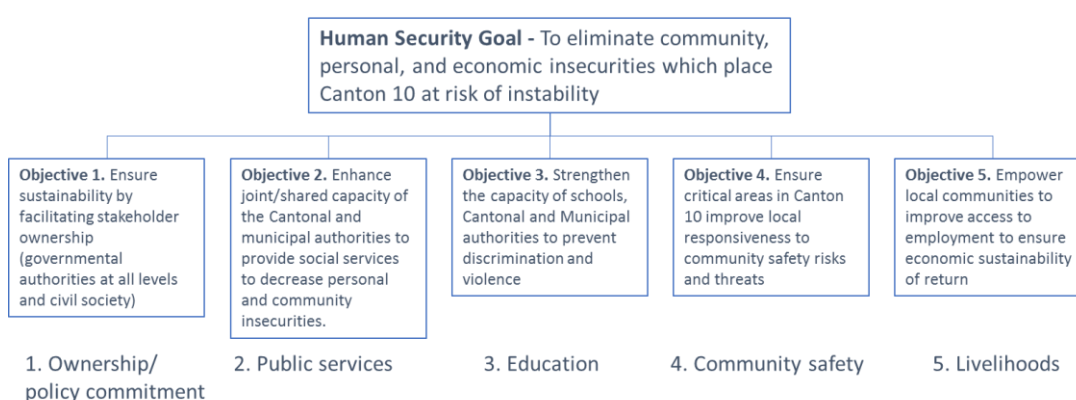 Human Security Goal - To eliminate community,
personal, and economic insecurities which place
Canton 10 at risk of instability
Objective 1. Ensure
sustainability by
facilitating stakeholder
ownership
(governmental
authorities at all levels
and civil society)
Objective 2. Enhance
joint/shared capacity of
the Cantonal and
municipal authorities to
provide social services
to decrease personal
and community
insecurities.
Objective 3. Strengthen
the capacity of schools,
Cantonal and Municipal
authorities to prevent
discrimination and
violence
Objective 4. Ensure
critical areas in Canton
10 improve local
responsiveness to
community safety risks
and threats
Objective 5. Empower
local communities to
improve access to
employment to ensure
economic sustainability
of return
1. Ownership/
policy commitment
2. Public services
3. Education
4. Community safety
5. Livelihoods